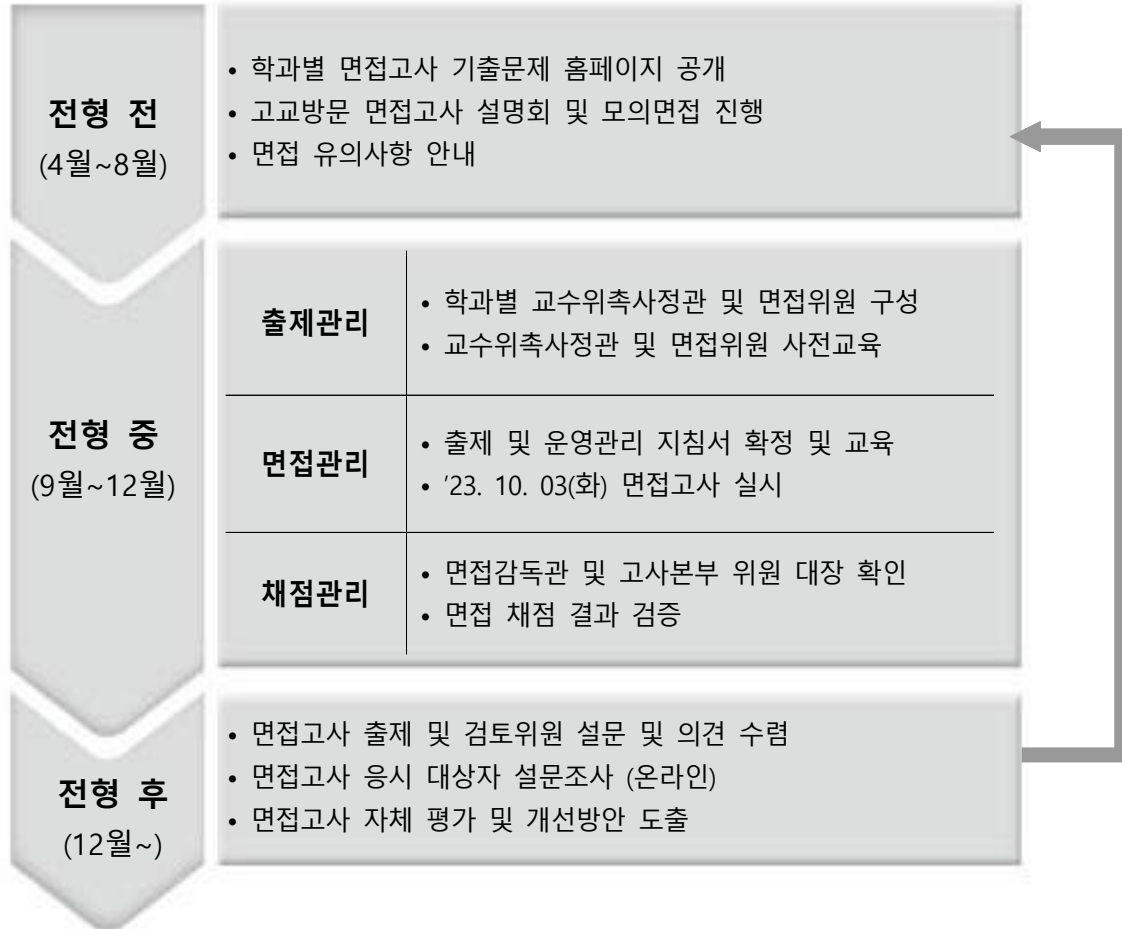 전형 전
(4월~8월)
• 학과별 면접고사 기출문제 홈페이지 공개
• 고교방문 면접고사 설명회 및 모의면접 진행
• 면접 유의사항 안내
전형 중
(9월~12월)
출제관리
• 학과별 교수위촉사정관 및 면접위원 구성
• 교수위촉사정관 및 면접위원 사전교육
면접관리
• 출제 및 운영관리 지침서 확정 및 교육
• '23. 10. 03(화) 면접고사 실시
채점관리
• 면접감독관 및 고사본부 위원 대장 확인
• 면접 채점 결과 검증
전형 후
(12월~)
• 면접고사 출제 및 검토위원 설문 및 의견 수렴
• 면접고사 응시 대상자 설문조사 (온라인)
• 면접고사 자체 평가 및 개선방안 도출